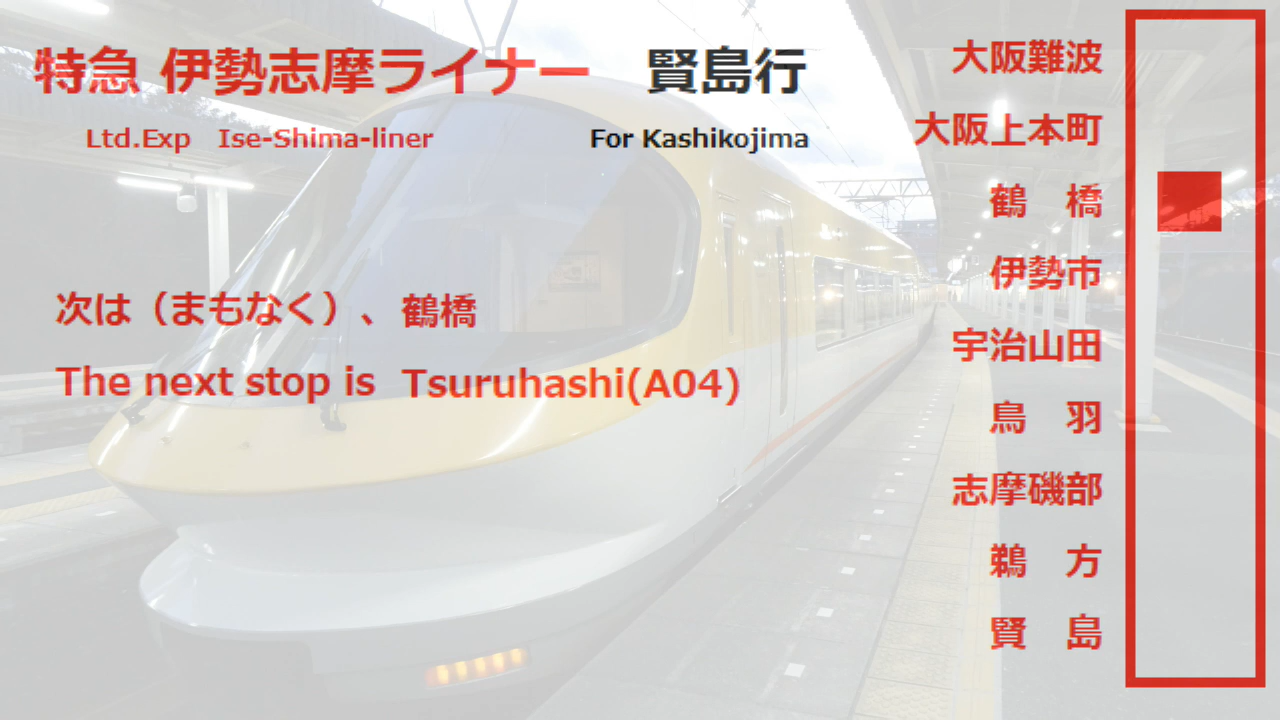 特急 伊勢志摩ライナー 賢島行
Ltd.Exp Ise-Shima-liner For Kashikojima
次は（まもなく）、鶴橋
The next stop is Tsuruhashi(A04)
大阪難波
大阪上本町
鶴 橋
伊勢市
宇治山田
鳥 羽
志摩磯部
鵜 方
賢 島